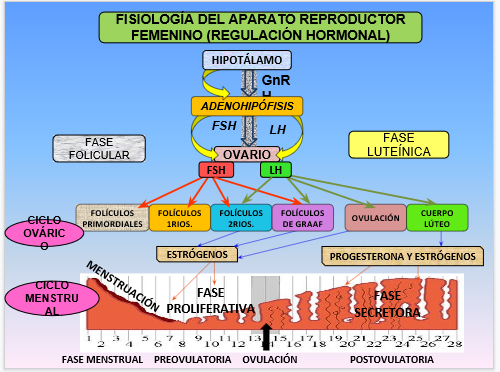 FISIOLOGÍA DEL APARATO REPRODUCTOR
FEMENINO (REGULACIÓN HORMONAL)
HIPOTÁLAMO
GnR
H
ADENOHIPÓFISIS
FSH
LH
FASE
FOLICULAR
FASE
LUTEÍNICA
OVARIO
FSH
LH
CICLO
OVÁRIC
O
FOLÍCULOS
PRIMORDIALES
FOLÍCULOS
1RIOS.
FOLÍCULOS
2RIOS.
FOLÍCULOS
DE GRAAF
OVULACIÓN
CUERPO
LÚTEO
ESTRÓGENOS
PROGESTERONA Y ESTRÓGENOS
CICLO
MENSTRU
AL
MENSTRUACIÓN
FASE
PROLIFERATIVA
FASE
SECRETORA
1 3 5 7 9 11 13 15 17 19 21 23 25 27
2 4 6 8 10 12 14 16 18 20 22 24 26 28
FASE MENSTRUAL PREOVULATORIA OVULACIÓN POSTOVULATORIA